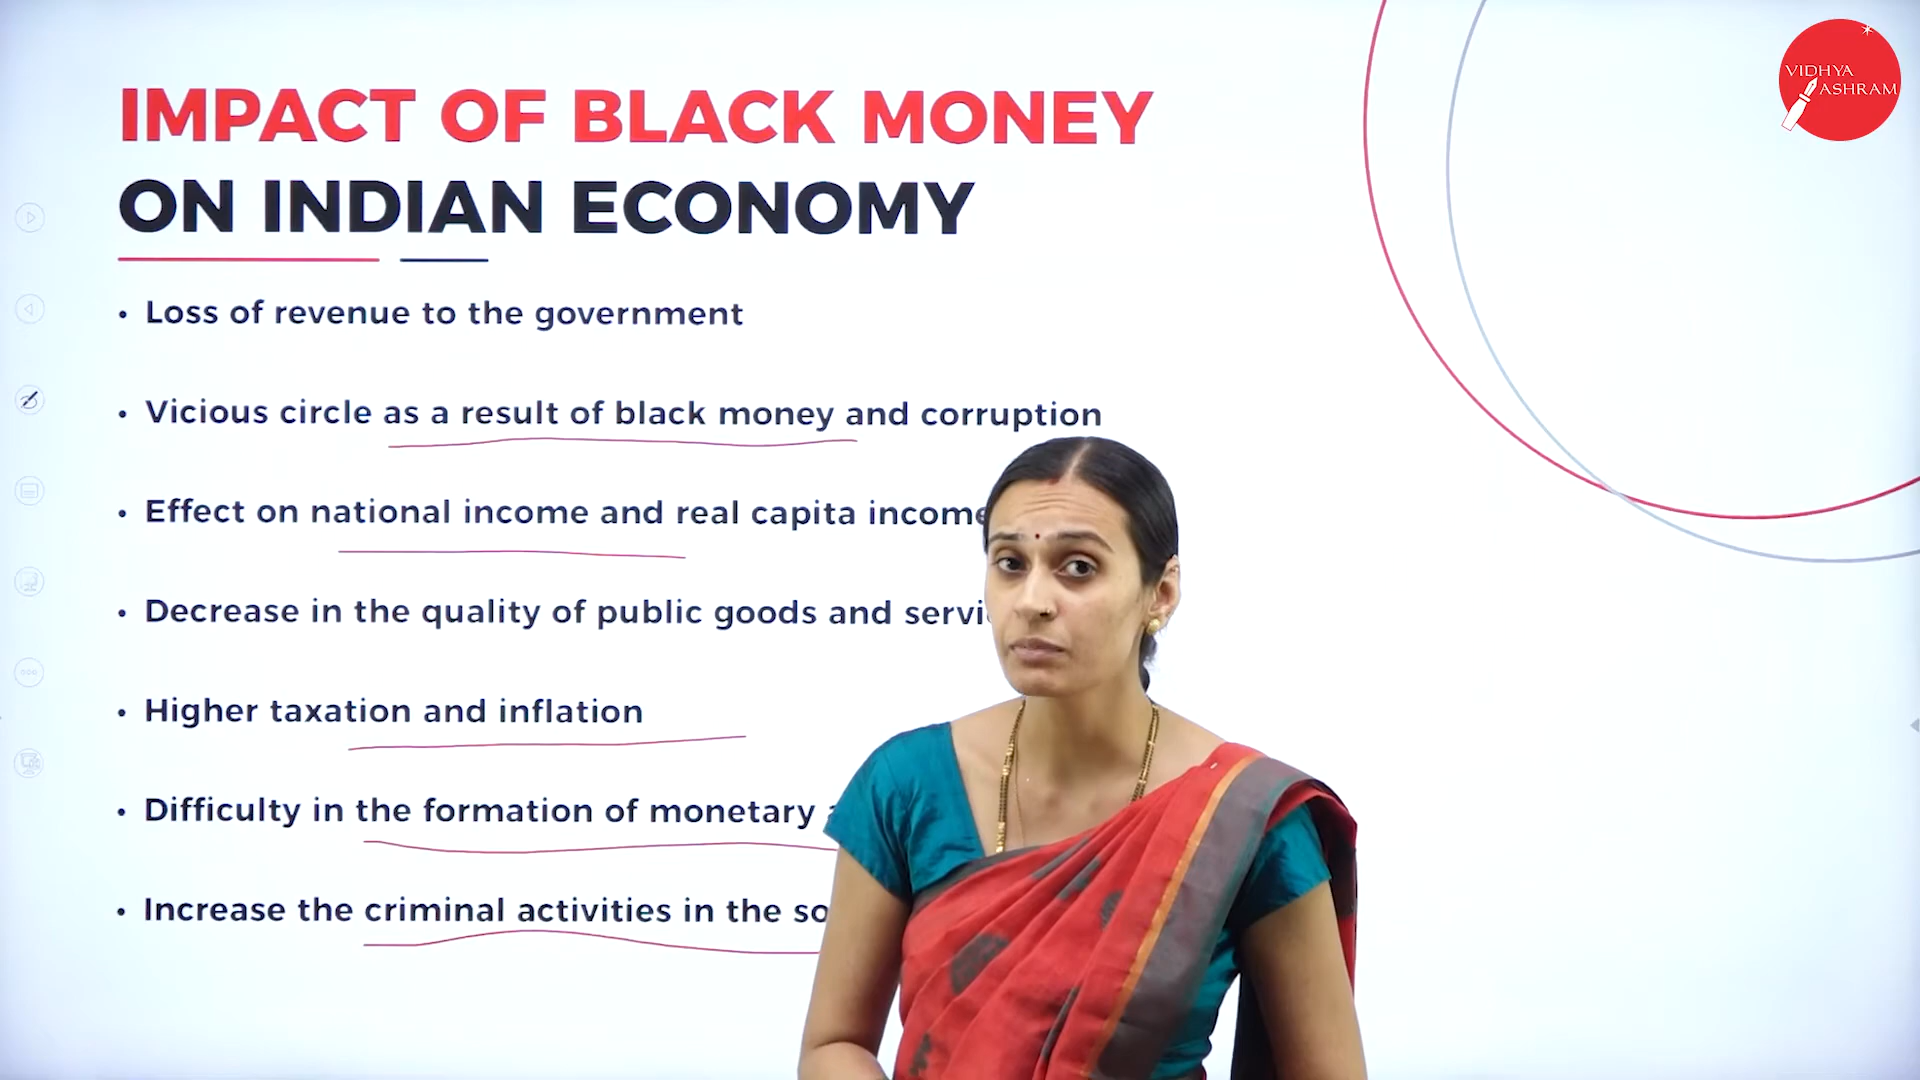 VIDHYA
ASHRAM
IMPACT OF BLACK MONEY
ON INDIAN ECONOMY
• Loss of revenue to the government
• Vicious circle as a result of black money and corruption
• Effect on national income and real capita income
• Decrease in the quality of public goods and servi
• Higher taxation and inflation
• Difficulty in the formation of monetary
• Increase the criminal activities in the so